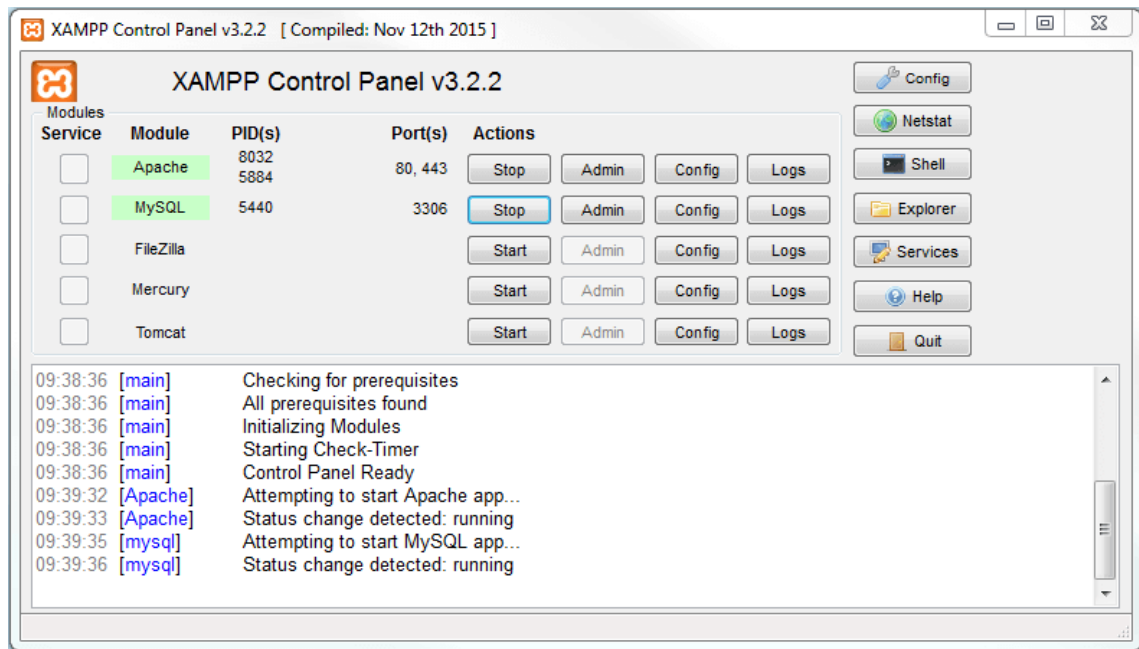 XAMPP Control Panel v3.2.2 [ Compiled: Nov 12th 2015 ]
XAMPP Control Panel v3.2.2
Config
Modules
Service Module PID(s) Port(s) Actions
Netstat
Apache 8032 5884 80, 443 Stop Admin Config Logs
Shell
MySQL 5440 3306 Stop Admin Config Logs
Explorer
FileZilla Start Admin Config Logs
Services
Mercury Start Admin Config Logs
Help
Tomcat Start Admin Config Logs
Quit
09:38:36 [main] Checking for prerequisites
09:38:36 [main] All prerequisites found
09:38:36 [main] Initializing Modules
09:38:36 [main] Starting Check-Timer
09:38:36 [main] Control Panel Ready
09:39:32 [Apache] Attempting to start Apache app...
09:39:33 [Apache] Status change detected: running
09:39:35 [mysql] Attempting to start MySQL app...
09:39:36 [mysql] Status change detected: running